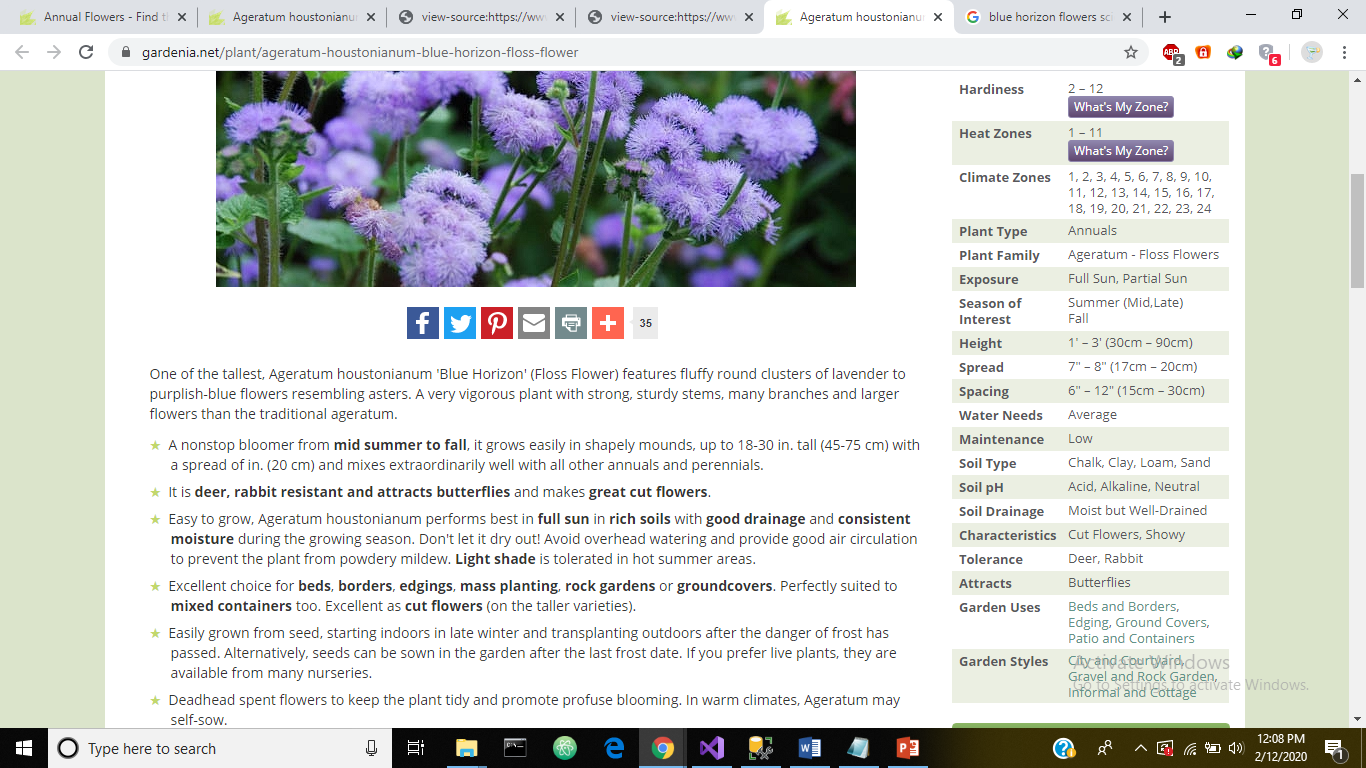 Annual Flowers - Find t
Ageratum houstonianu
view-source:https://ww
view-source:https://ww
Ageratum houstonianu
blue horizon flowers sci
gardenia.net/plant/ageratum-houstonianum-blue-horizon-floss-flower
ABP
2
6
35
One of the tallest, Ageratum houstonianum 'Blue Horizon' (Floss Flower) features fluffy round clusters of lavender to
purplish-blue flowers resembling asters. A very vigorous plant with strong, sturdy stems, many branches and larger
flowers than the traditional ageratum.
A nonstop bloomer from mid summer to fall, it grows easily in shapely mounds, up to 18-30 in. tall (45-75 cm) with
a spread of in. (20 cm) and mixes extraordinarily well with all other annuals and perennials.
It is deer, rabbit resistant and attracts butterflies and makes great cut flowers.
Easy to grow, Ageratum houstonianum performs best in full sun in rich soils with good drainage and consistent
moisture during the growing season. Don't let it dry out! Avoid overhead watering and provide good air circulation
to prevent the plant from powdery mildew. Light shade is tolerated in hot summer areas.
Excellent choice for beds, borders, edgings, mass planting, rock gardens or groundcovers. Perfectly suited to
mixed containers too. Excellent as cut flowers (on the taller varieties).
Easily grown from seed, starting indoors in late winter and transplanting outdoors after the danger of frost has
passed. Alternatively, seeds can be sown in the garden after the last frost date. If you prefer live plants, they are
available from many nurseries.
Deadhead spent flowers to keep the plant tidy and promote profuse blooming. In warm climates, Ageratum may
self-sow.
Hardiness 2 – 12
What's My Zone?
Heat Zones 1 – 11
What's My Zone?
Climate Zones 1, 2, 3, 4, 5, 6, 7, 8, 9, 10,
11, 12, 13, 14, 15, 16, 17,
18, 19, 20, 21, 22, 23, 24
Plant Type Annuals
Plant Family Ageratum - Floss Flowers
Exposure Full Sun, Partial Sun
Season of Summer (Mid,Late)
Interest Fall
Height 1' – 3' (30cm – 90cm)
Spread 7" – 8" (17cm – 20cm)
Spacing 6" – 12" (15cm – 30cm)
Water Needs Average
Maintenance Low
Soil Type Chalk, Clay, Loam, Sand
Soil pH Acid, Alkaline, Neutral
Soil Drainage Moist but Well-Drained
Characteristics Cut Flowers, Showy
Tolerance Deer, Rabbit
Attracts Butterflies
Garden Uses Beds and Borders,
Edging, Ground Covers,
Patio and Containers
Garden Styles City and Courtyard,
Gravel and Rock Garden,
Informal and Cottage
Activate Windows
Go to Settings to activate Windows.
Type here to search
12:08 PM
2/12/2020
1